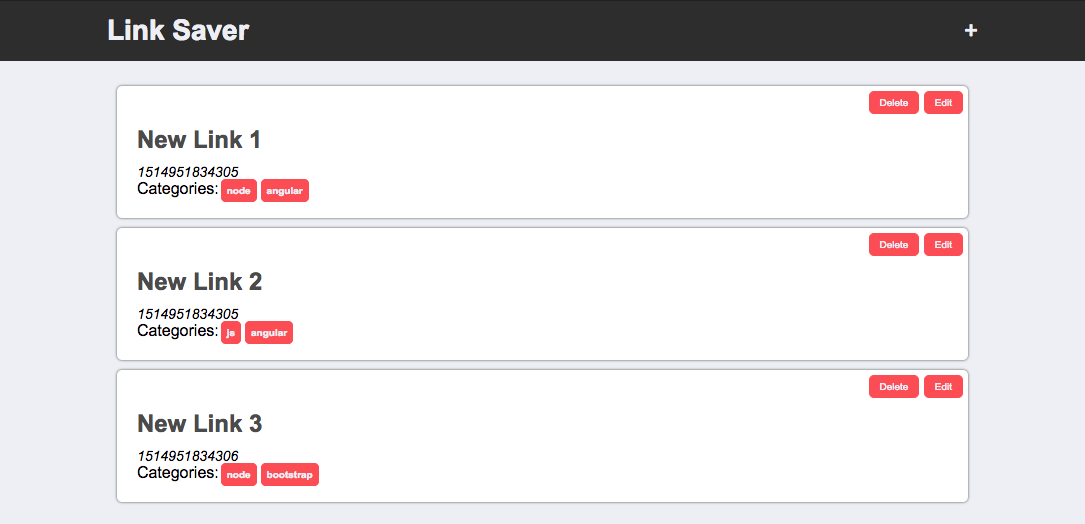 Link Saver +
Delete Edit
New Link 1
1514951834305
Categories: node angular
Delete Edit
New Link 2
1514951834305
Categories: js angular
Delete Edit
New Link 3
1514951834306
Categories: node bootstrap